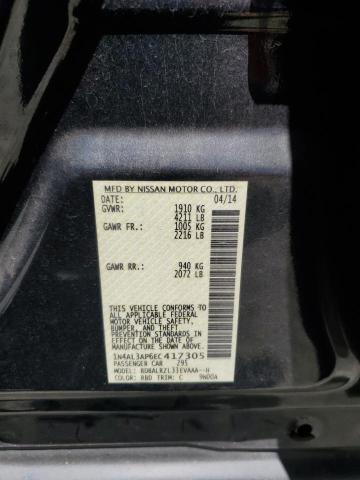 MFD BY NISSAN MOTOR CO., LTD.
DATE: 04/14
GVWR: 1910 KG
4211 LB
GAWR FR.: 1005 KG
2216 LB
GAWR RR.: 940 KG
2072 LB
THIS VEHICLE CONFORMS TO ALL
APPLICABLE FEDERAL MOTOR VEHICLE SAFETY,
BUMPER, AND THEFT
PREVENTION STANDARDS IN EFFECT
ON THE DATE OF MANUFACTURE
SHOWN ABOVE.
1N4AL3AP6EC417305
PASSENGER CAR Z95
MODEL: BDBALRZL33EVAAA--H
COLOR: RBD TRIM: C 9N00A